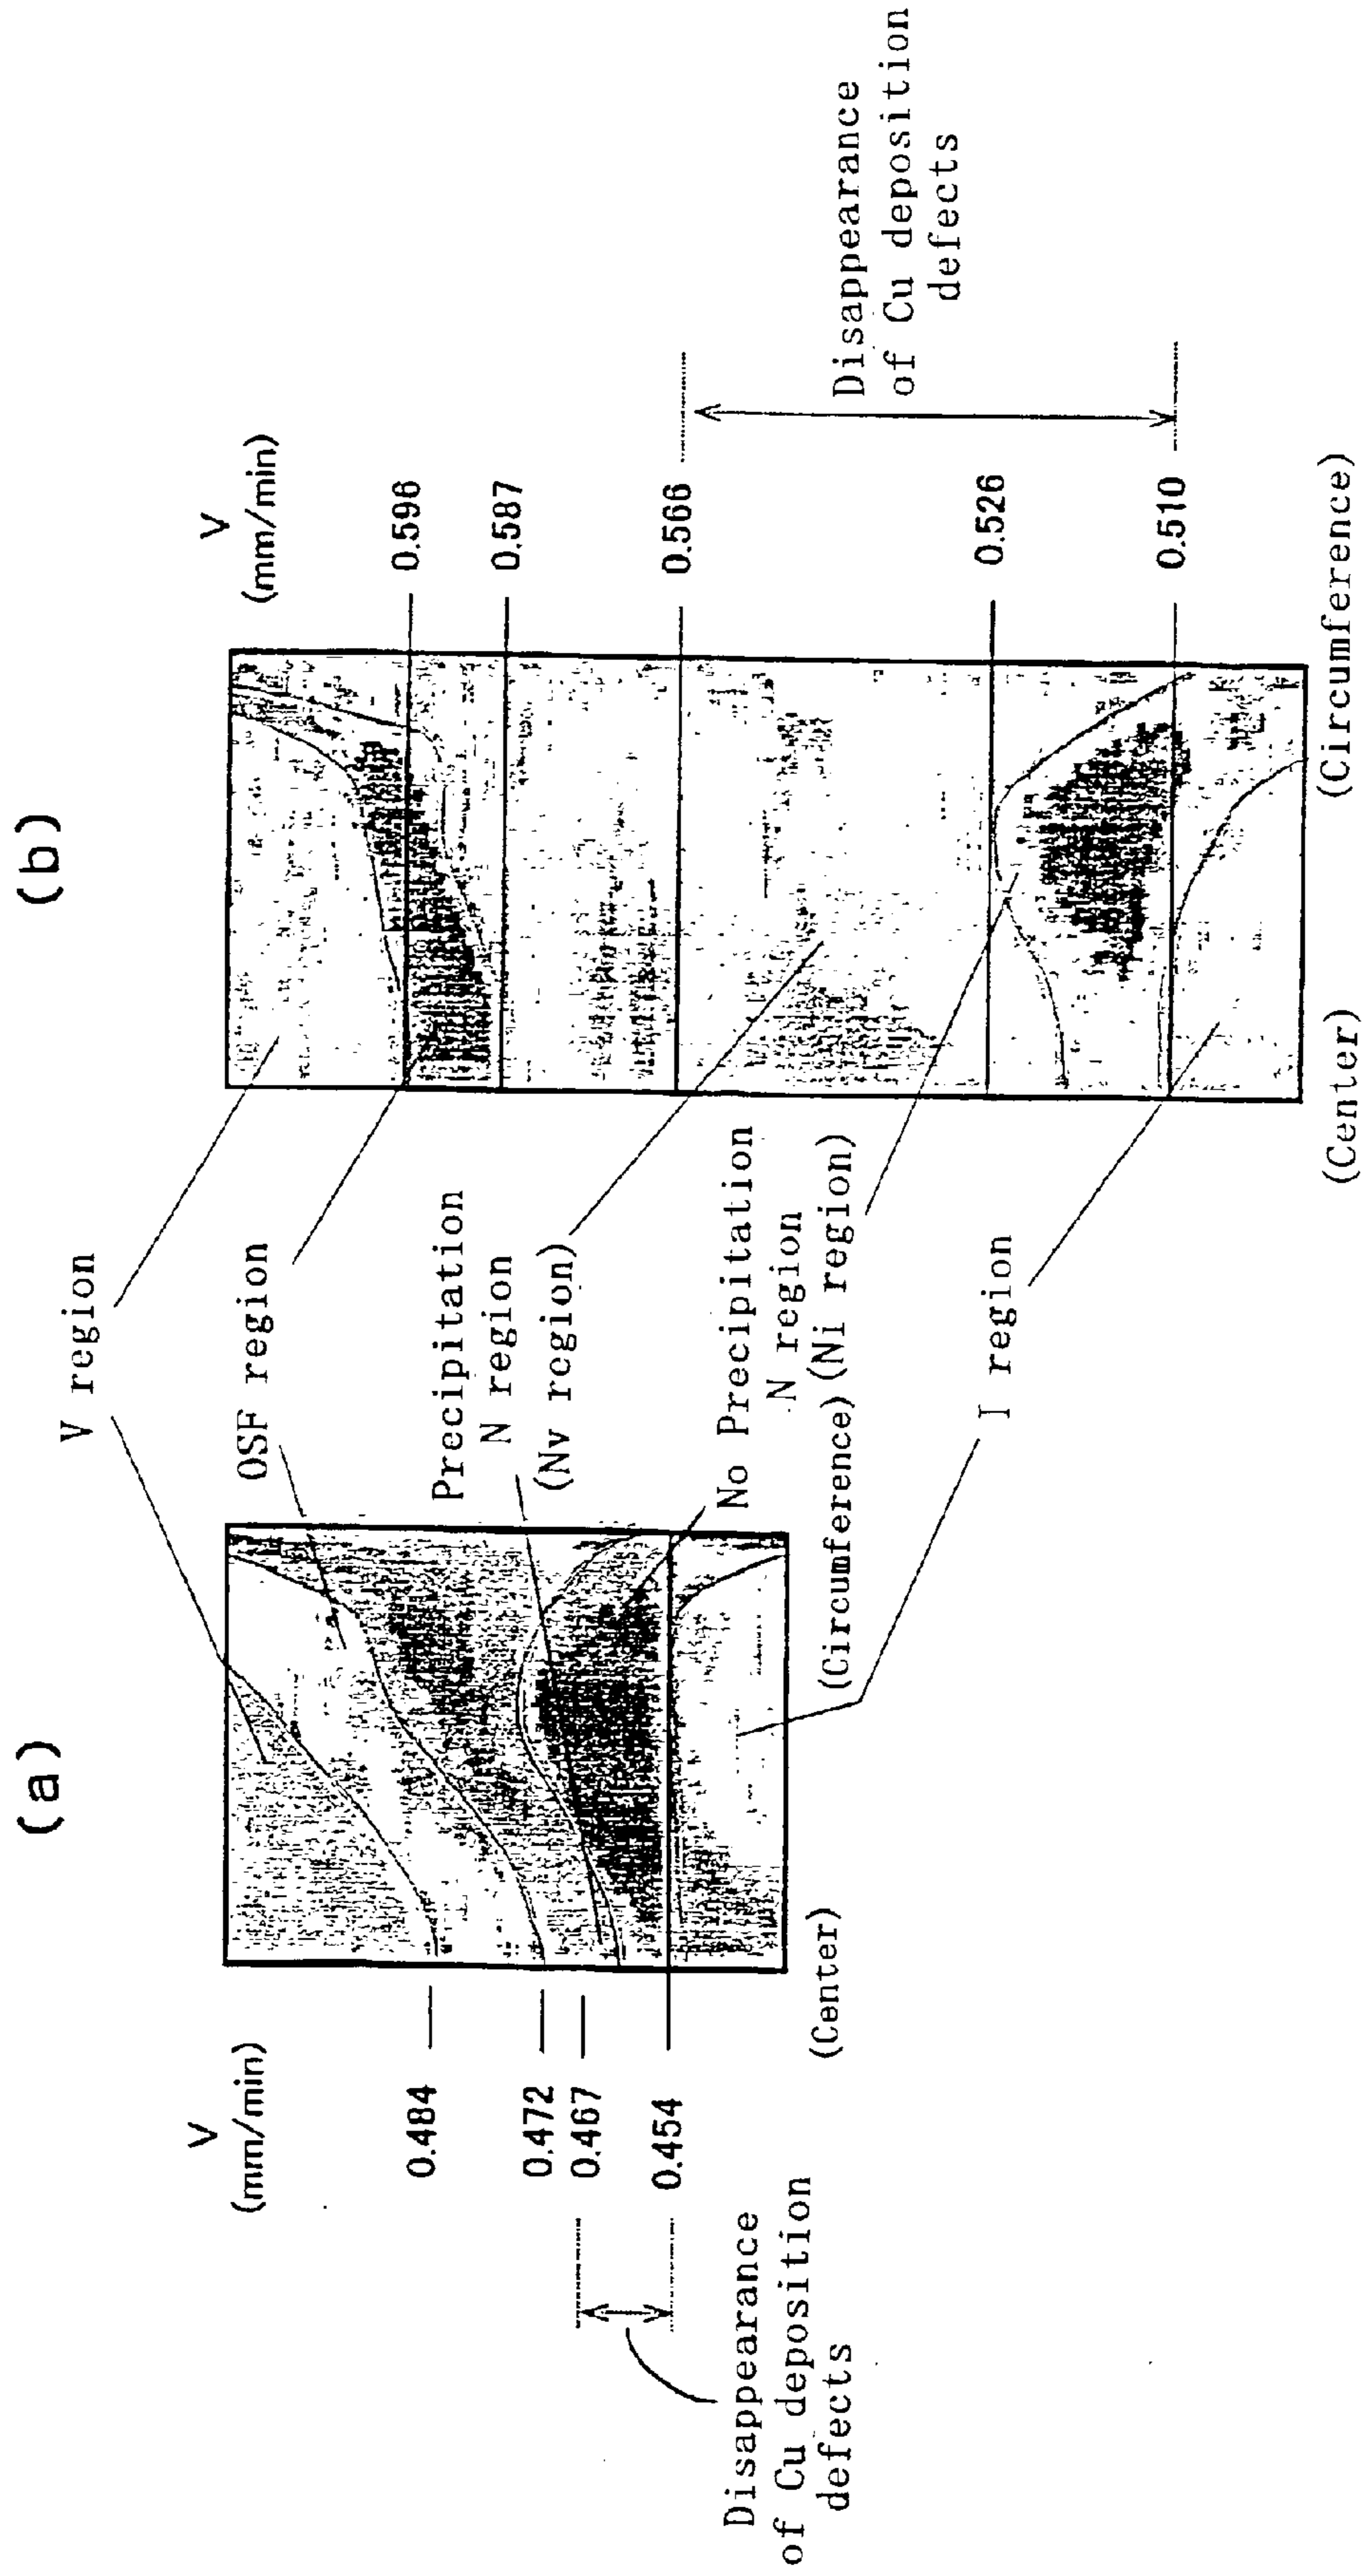 (a)
V
(mm/min)
0.484
0.472
0.467
0.454
Disappearance
of Cu deposition
defects
(Center)
(Circumference)
V region
OSF region
Precipitation
N region
(Nv region)
No Precipitation
N region
(Ni region)
I region
(b)
V
(mm/min)
0.596
0.587
0.566
0.526
0.510
Disappearance
of Cu deposition
defects
(Center)
(Circumference)